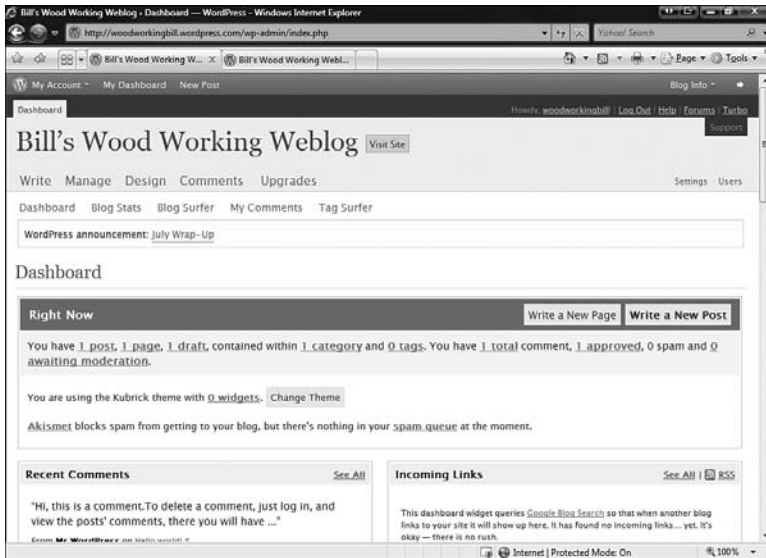 Bill's Wood Working Weblog › Dashboard — WordPress - Windows Internet Explorer
http://woodworkingbill.wordpress.com/wp-admin/index.php
Yahoo! Search
Bill's Wood Working W... X
Bill's Wood Working Webl...
Page
Tools
My Account
My Dashboard
New Post
Blog Info
Dashboard
Howdy, woodworkingbill! | Log Out | Help | Forums | Turbo
Support
Bill's Wood Working Weblog
Visit Site
Write Manage Design Comments Upgrades
Settings Users
Dashboard Blog Stats Blog Surfer My Comments Tag Surfer
WordPress announcement: July Wrap-Up
Dashboard
Right Now
Write a New Page
Write a New Post
You have 1 post, 1 page, 1 draft, contained within 1 category and 0 tags. You have 1 total comment, 1 approved, 0 spam and 0
awaiting moderation.
You are using the Kubrick theme with 0 widgets.
Change Theme
Akismet blocks spam from getting to your blog, but there's nothing in your spam queue at the moment.
Recent Comments
See All
"Hi, this is a comment.To delete a comment, just log in, and
view the posts' comments, there you will have ..."
From Mr WordPress on Hello world! #
Incoming Links
See All | RSS
This dashboard widget queries Google Blog Search so that when another blog
links to your site it will show up here. It has found no incoming links... yet. It's
okay — there is no rush.
Internet | Protected Mode: On
100%